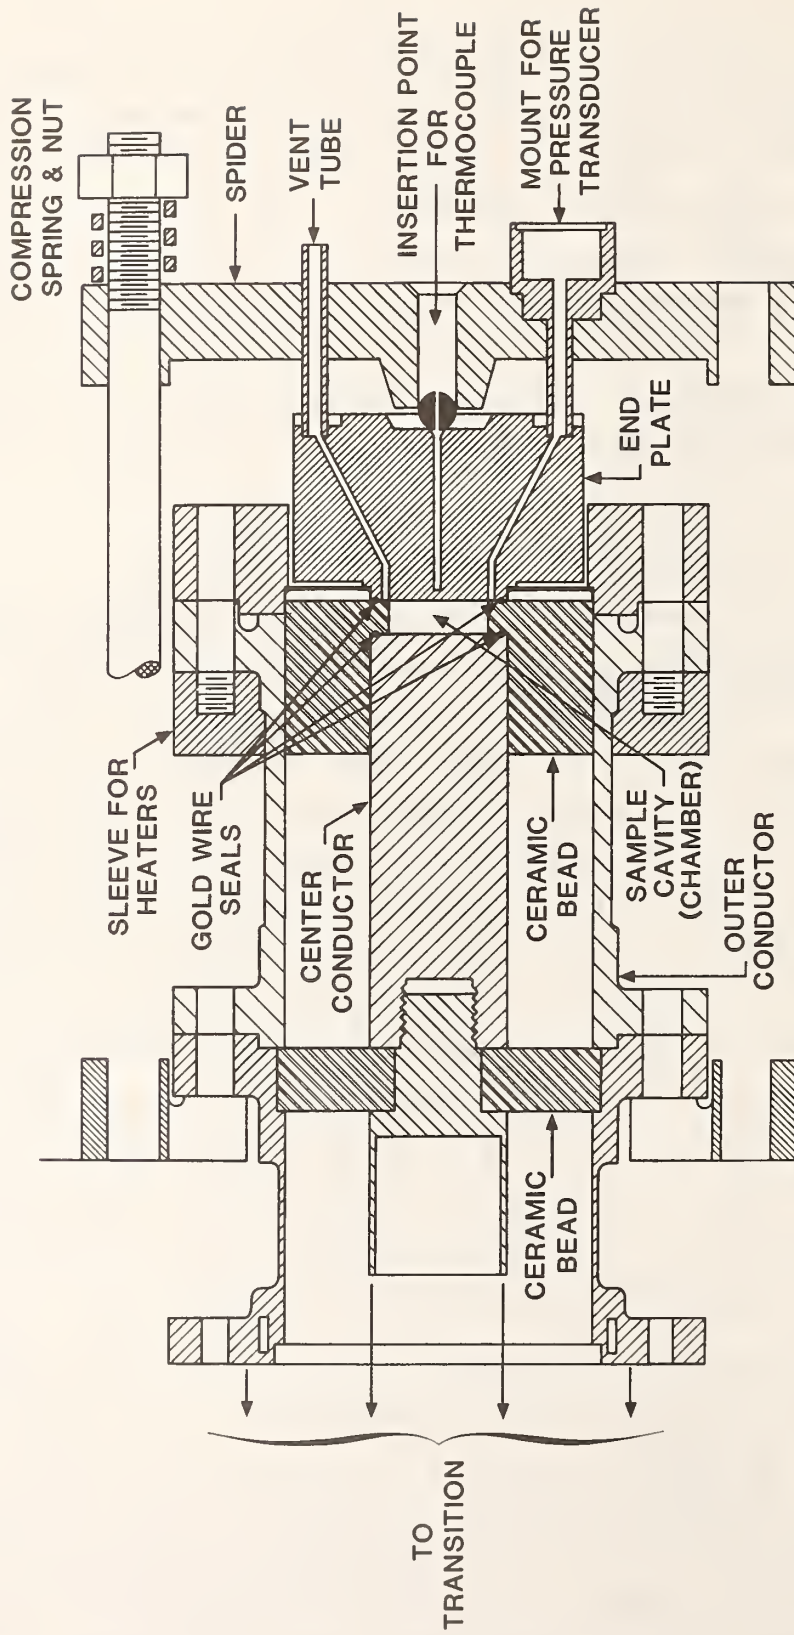 COMPRESSION
SPRING & NUT
SPIDER
VENT
TUBE
INSERTION POINT
FOR
THERMOCOUPLE
MOUNT FOR
PRESSURE
TRANSDUCER
END
PLATE
SLEEVE FOR
HEATERS
GOLD WIRE
SEALS
CENTER
CONDUCTOR
CERAMIC
BEAD
SAMPLE
CAVITY
(CHAMBER)
OUTER
CONDUCTOR
CERAMIC
BEAD
TO
TRANSITION